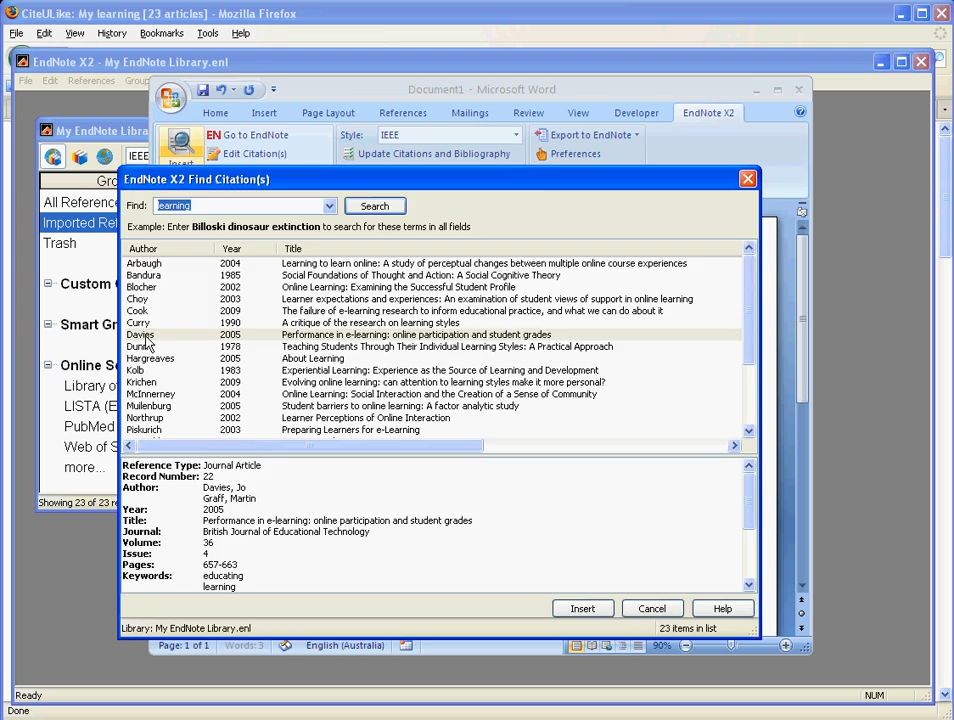 CiteULike: My learning [23 articles] - Mozilla Firefox
File Edit View History Bookmarks Tools Help
EndNote X2 - My EndNote Library.enl
File Edit References
Document1 - Microsoft Word
Home Insert Page Layout References Mailings Review View Developer EndNote X2
My EndNote Libra
IEEE
EN Go to EndNote
Edit Citation(s)
Insert
Style: IEEE
Update Citations and Bibliography
Export to EndNote
Preferences
All Reference
Imported Ref
Trash
Custom
Smart Gr
Online Se
Library o
LISTA (E
PubMed
Web of S
more...
Showing 23 of 23 re
EndNote X2 Find Citation(s)
Find: learning Search
Example: Enter Billoski dinosaur extinction to search for these terms in all fields
Author Year Title
Arbaugh 2004 Learning to learn online: A study of perceptual changes between multiple online course experiences
Bandura 1985 Social Foundations of Thought and Action: A Social Cognitive Theory
Blocher 2002 Online Learning: Examining the Successful Student Profile
Choy 2003 Learner expectations and experiences: An examination of student views of support in online learning
Cook 2009 The failure of e-learning research to inform educational practice, and what we can do about it
Curry 1990 A critique of the research on learning styles
Davies 2005 Performance in e-learning: online participation and student grades
Dunn 1978 Teaching Students Through Their Individual Learning Styles: A Practical Approach
Hargreaves 2005 About Learning
Kolb 1983 Experiential Learning: Experience as the Source of Learning and Development
Krichen 2009 Evolving online learning: can attention to learning styles make it more personal?
McInnerney 2004 Online Learning: Social Interaction and the Creation of a Sense of Community
Muilenburg 2005 Student barriers to online learning: A factor analytic study
Northrup 2002 Learner Perceptions of Online Interaction
Piskurich 2003 Preparing Learners for e-Learning
Reference Type: Journal Article
Record Number: 22
Author: Davies, Jo
Graff, Martin
Year: 2005
Title: Performance in e-learning: online participation and student grades
Journal: British Journal of Educational Technology
Volume: 36
Issue: 4
Pages: 657-663
Keywords: educating
learning
Insert Cancel Help
Library: My EndNote Library.enl 23 items in list
Page: 1 of 1 Words: 3 English (Australia) 90%
Ready NUM
Done